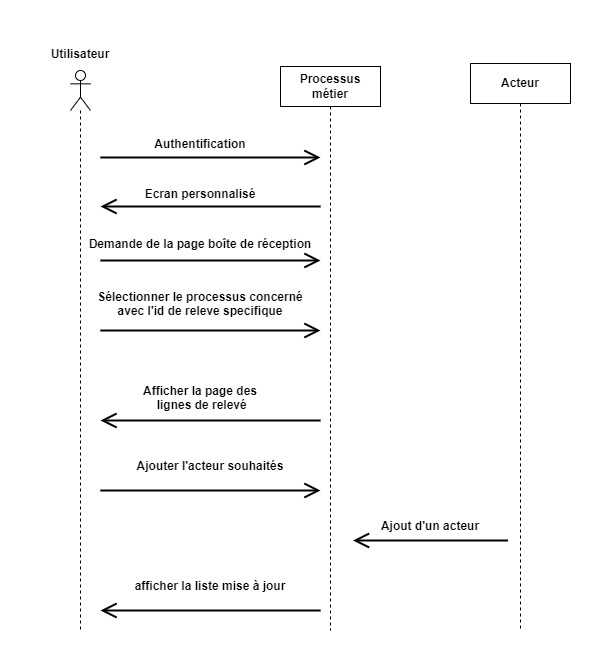 Utilisateur
Processus
métier
Acteur
Authentification
Ecran personnalisé
Demande de la page boîte de réception
Sélectionner le processus concerné
avec l'id de releve specifique
Afficher la page des
lignes de relevé
Ajouter l'acteur souhaités
Ajout d'un acteur
afficher la liste mise à jour